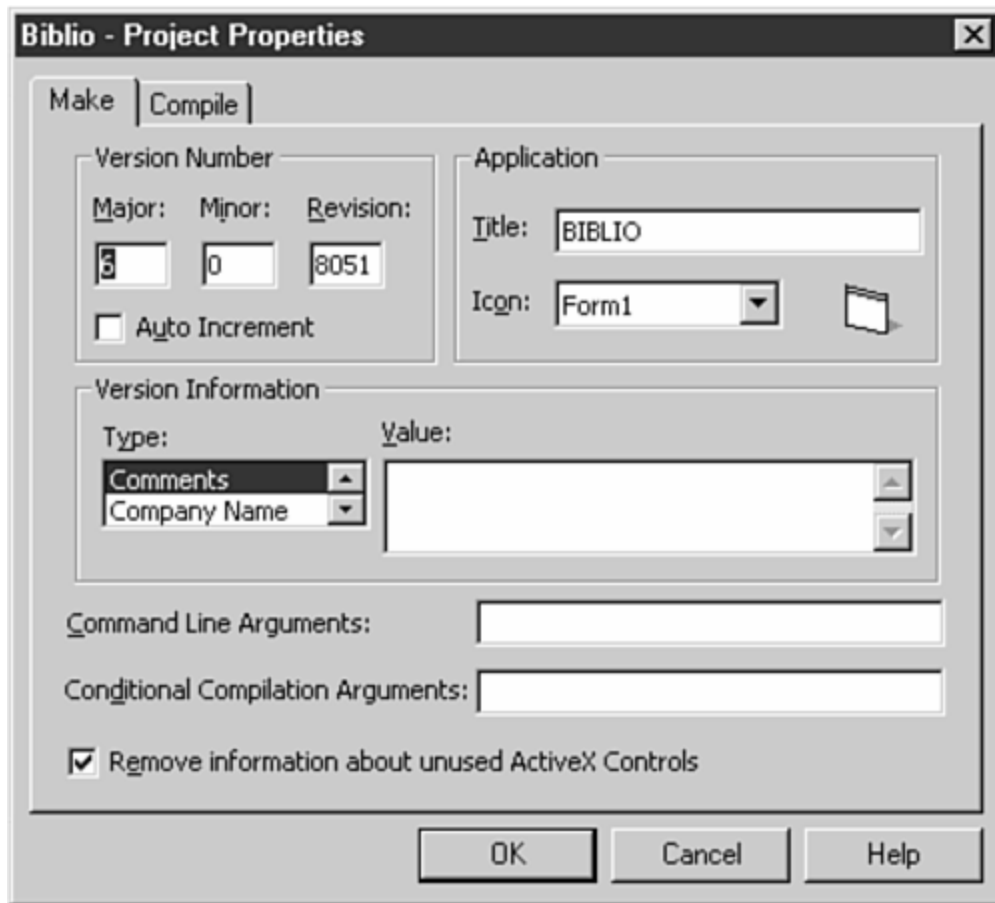 Biblio - Project Properties
Make Compile
Version Number
Major: Minor: Revision:
6 0 8051
Auto Increment
Application
Title: BIBLIO
Icon: Form1
Version Information
Type: Value:
Comments
Company Name
Command Line Arguments:
Conditional Compilation Arguments:
Remove information about unused ActiveX Controls
OK Cancel Help